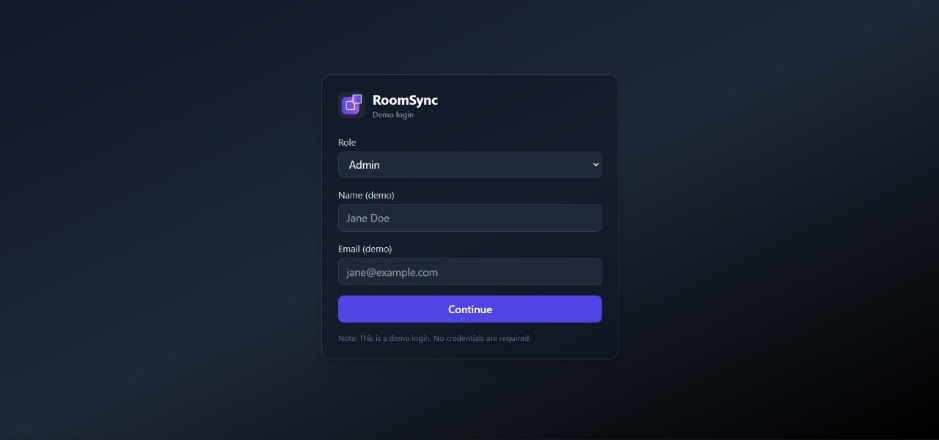 RoomSync
Demo login
Role
Admin
Name (demo)
Jane Doe
Email (demo)
jane@example.com
Continue
Note: This is a demo login. No credentials are required.